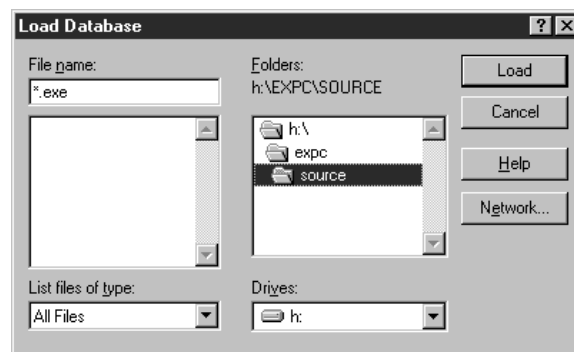 Load Database
File name:
*.exe
Folders:
h:\EXPC\SOURCE
h:\
expc
source
Load
Cancel
Help
Network...
List files of type:
All Files
Drives:
h: